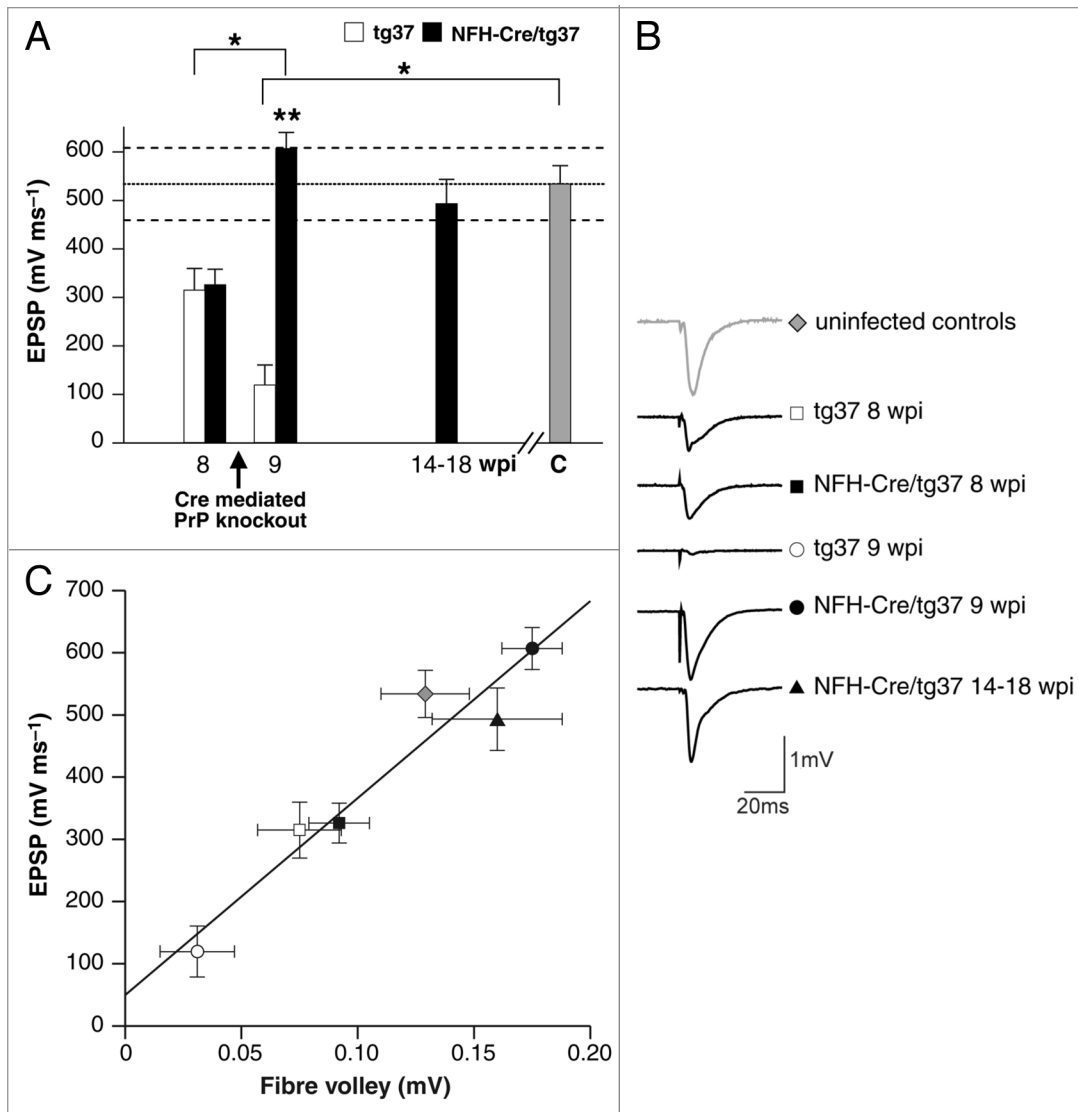 A
tg37 NFH-Cre/tg37
*
*
**
EPSP (mV ms–1)
600
500
400
300
200
100
0
8 9 14-18 wpi C
Cre mediated
PrP knockout
B
uninfected controls
tg37 8 wpi
NFH-Cre/tg37 8 wpi
tg37 9 wpi
NFH-Cre/tg37 9 wpi
NFH-Cre/tg37 14-18 wpi
1mV
20ms
C
EPSP (mV ms–1)
700
600
500
400
300
200
100
0
0 0.05 0.10 0.15 0.20
Fibre volley (mV)